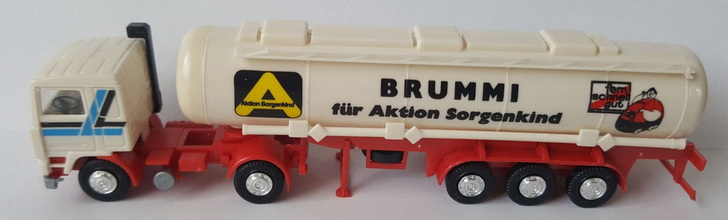 Aktion Sorgenkind
BRUMMI
für Aktion Sorgenkind
fern
schnell
gut